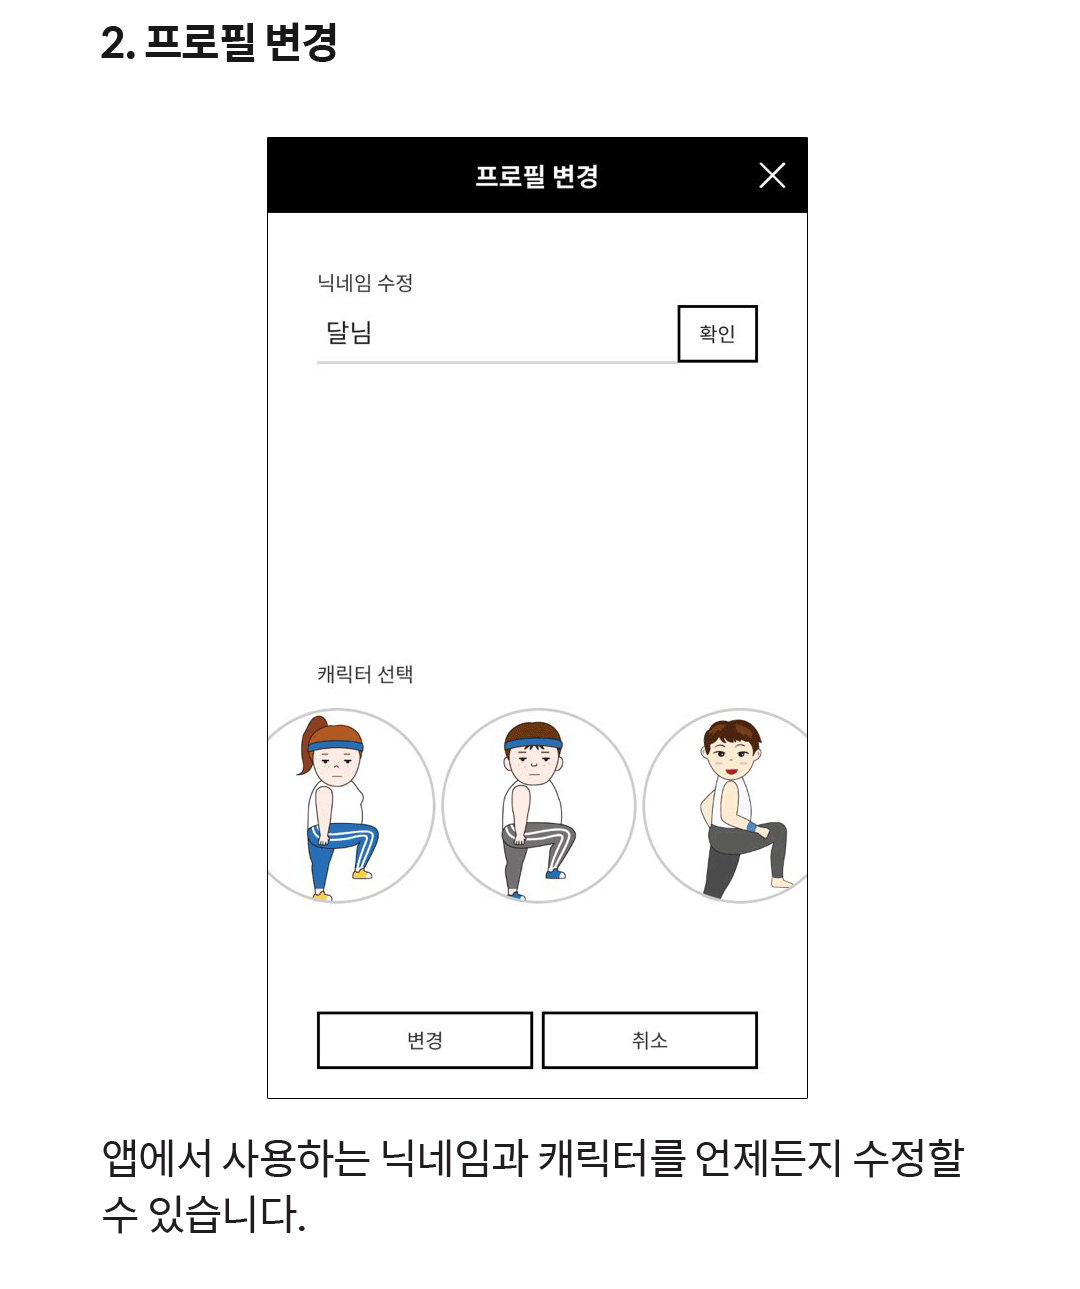 2. 프로필 변경
프로필 변경
닉네임 수정
달님
확인
캐릭터 선택
변경
취소
앱에서 사용하는 닉네임과 캐릭터를 언제든지 수정할
수 있습니다.